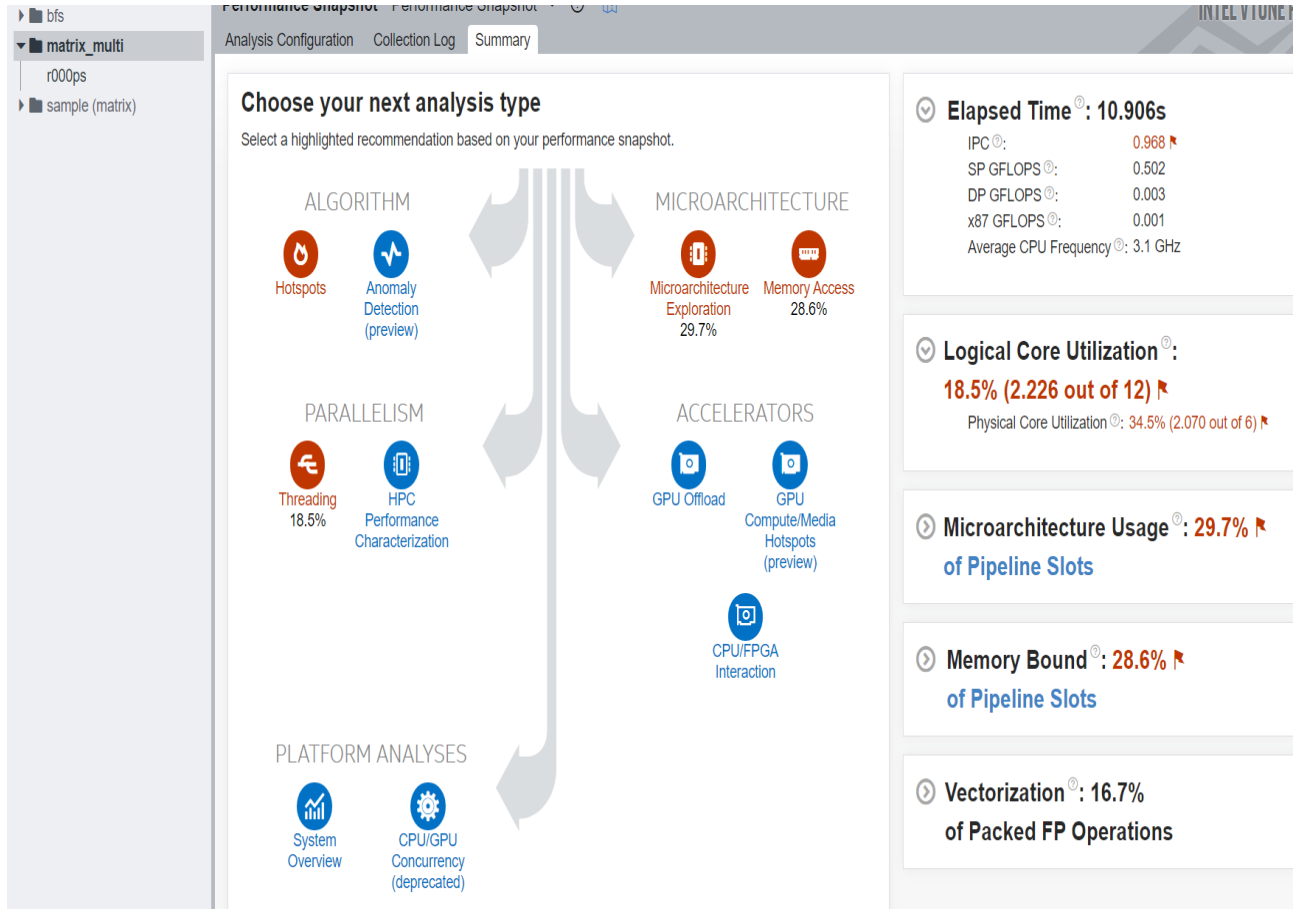 bfs
matrix_multi
r000ps
sample (matrix)
Performance Snapshot Performance Snapshot
INTEL VTUNE
Analysis Configuration Collection Log Summary
Choose your next analysis type
Select a highlighted recommendation based on your performance snapshot.
ALGORITHM
Hotspots
Anomaly
Detection
(preview)
MICROARCHITECTURE
Microarchitecture
Exploration
29.7%
Memory Access
28.6%
PARALLELISM
Threading
18.5%
HPC
Performance
Characterization
ACCELERATORS
GPU Offload
GPU
Compute/Media
Hotspots
(preview)
CPU/FPGA
Interaction
PLATFORM ANALYSES
System
Overview
CPU/GPU
Concurrency
(deprecated)
Elapsed Time ?: 10.906s
IPC ?: 0.968
SP GFLOPS ?: 0.502
DP GFLOPS ?: 0.003
x87 GFLOPS ?: 0.001
Average CPU Frequency ?: 3.1 GHz
Logical Core Utilization ?:
18.5% (2.226 out of 12)
Physical Core Utilization ?: 34.5% (2.070 out of 6)
Microarchitecture Usage ?: 29.7%
of Pipeline Slots
Memory Bound ?: 28.6%
of Pipeline Slots
Vectorization ?: 16.7%
of Packed FP Operations